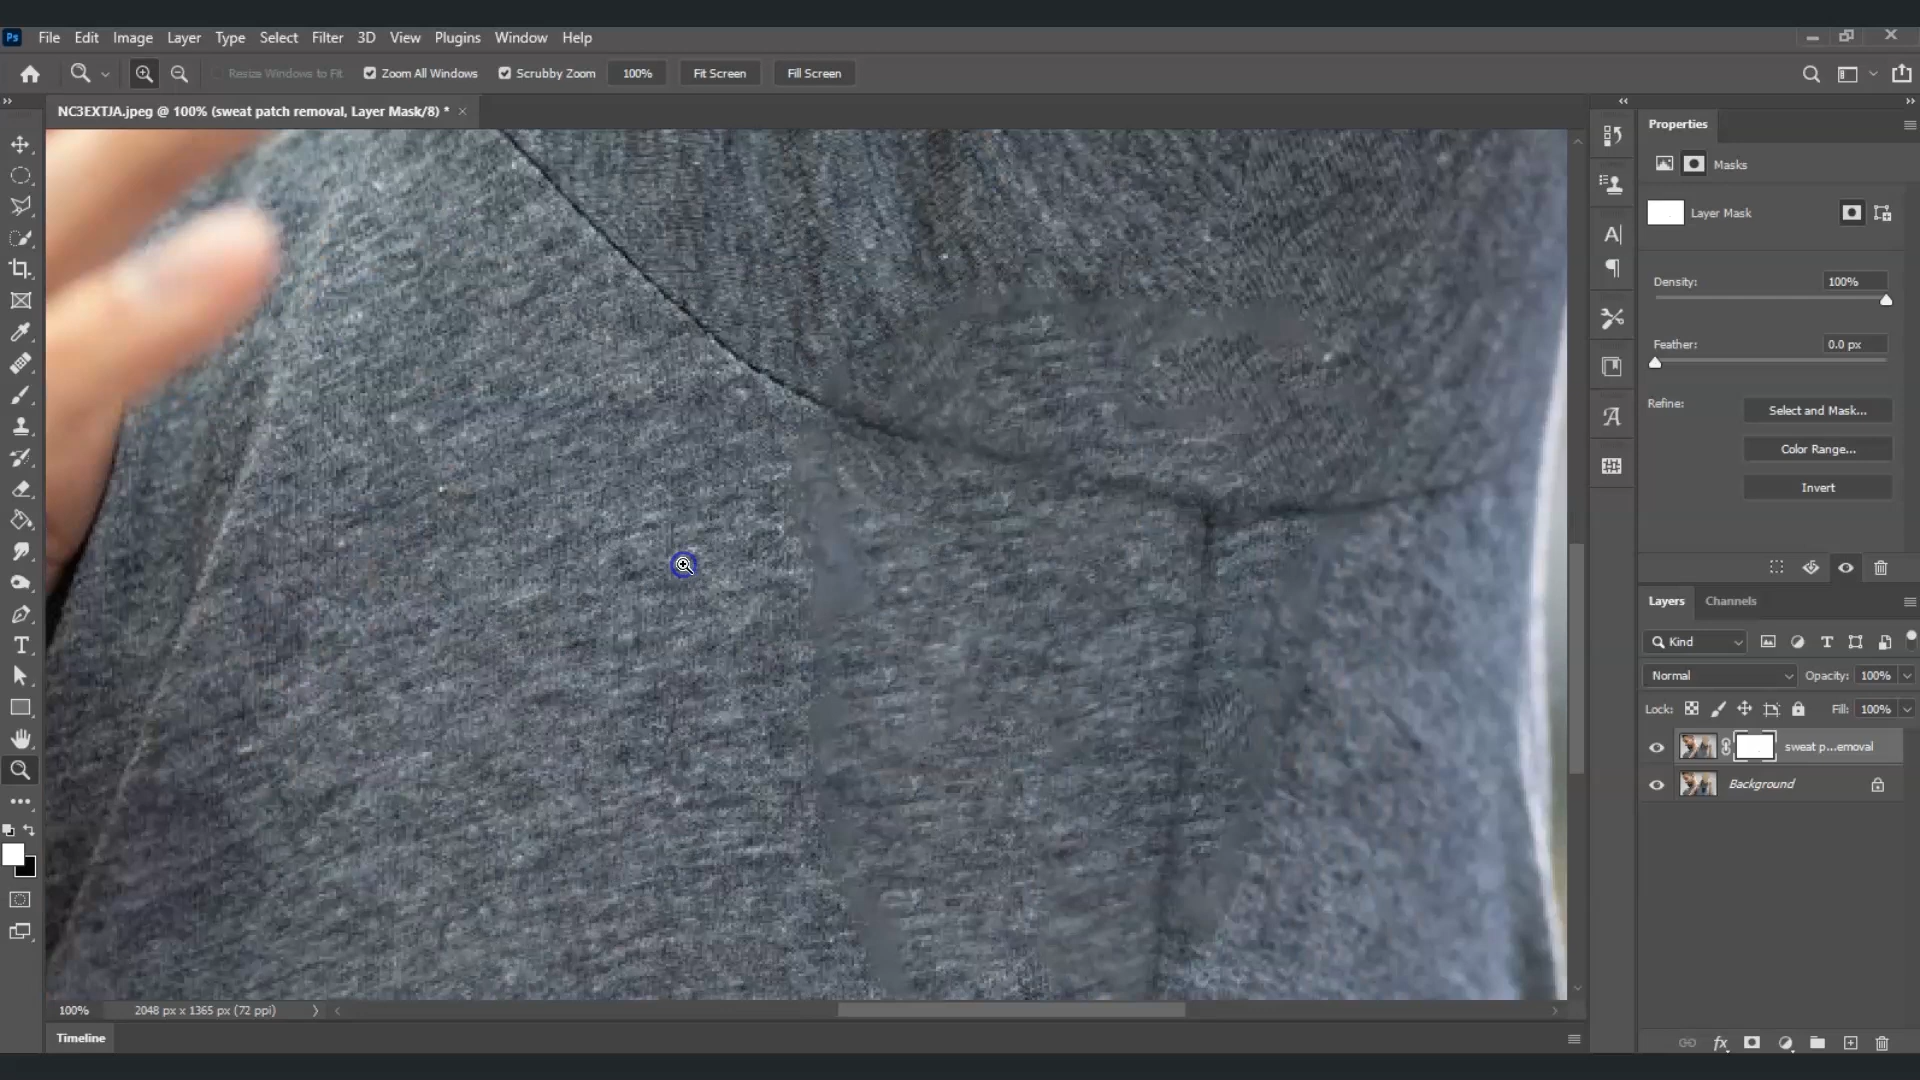 Ps File Edit Image Layer Type Select Filter 3D View Plugins Window Help
Resize Windows to Fit Zoom All Windows Scrubby Zoom 100% Fit Screen Fill Screen
NC3EXTJA.jpeg @ 100% (sweat patch removal, Layer Mask/8) * ×
Properties
Masks
Layer Mask
Density: 100%
Feather: 0.0 px
Refine: Select and Mask...
Color Range...
Invert
Layers Channels
Kind
Normal Opacity: 100%
Lock: Fill: 100%
sweat p...emoval
Background
100% 2048 px x 1365 px (72 ppi)
Timeline